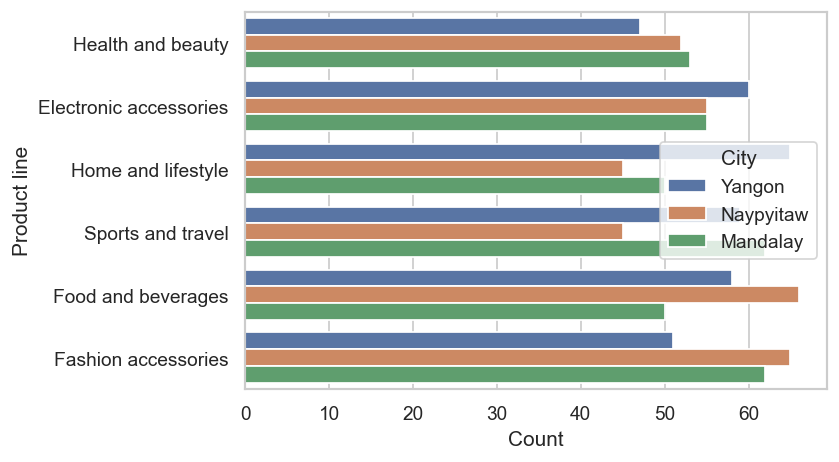 Health and beauty
Electronic accessories
Home and lifestyle
Sports and travel
Food and beverages
Fashion accessories
Product line
City
Yangon
Naypyitaw
Mandalay
0 10 20 30 40 50 60
Count